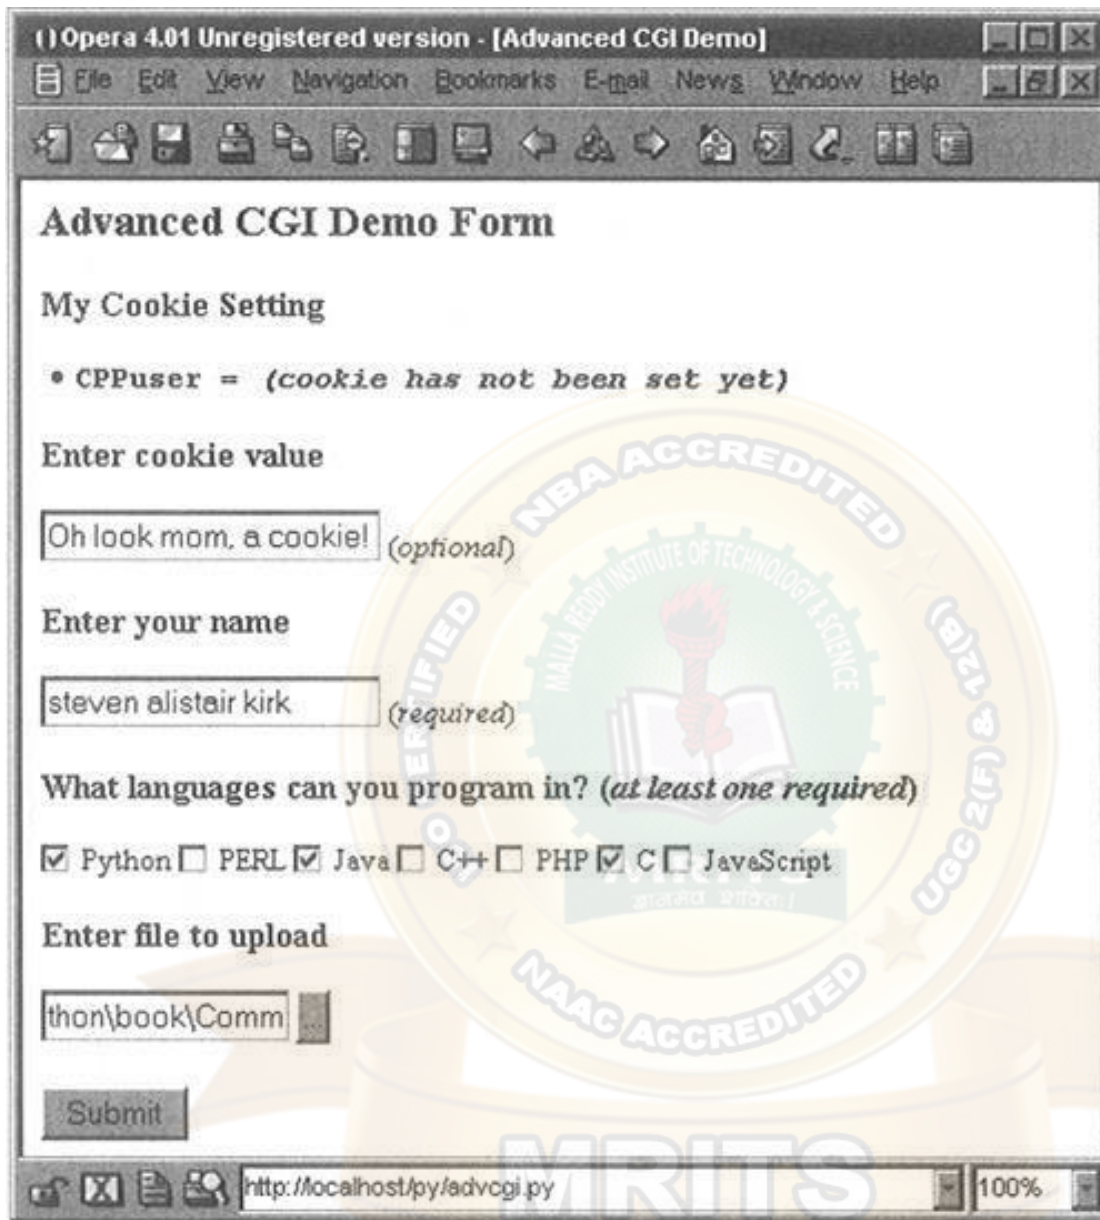 () Opera 4.01 Unregistered version - [Advanced CGI Demo]
File Edit View Navigation Bookmarks E-mail News Window Help
Advanced CGI Demo Form
My Cookie Setting
• CPPuser = (cookie has not been set yet)
Enter cookie value
Oh look mom, a cookie! (optional)
Enter your name
steven alistair kirk (required)
What languages can you program in? (at least one required)
Python PERL Java C++ PHP C JavaScript
Enter file to upload
thon\book\Comm ...
Submit
http://localhost/py/advcgi.py 100%
NBA ACCREDITED
UGC 2(F) & 12(B)
NAAC ACCREDITED
MALLA REDDY INSTITUTE OF TECHNOLOGY & SCIENCE
MRITS
MRITS